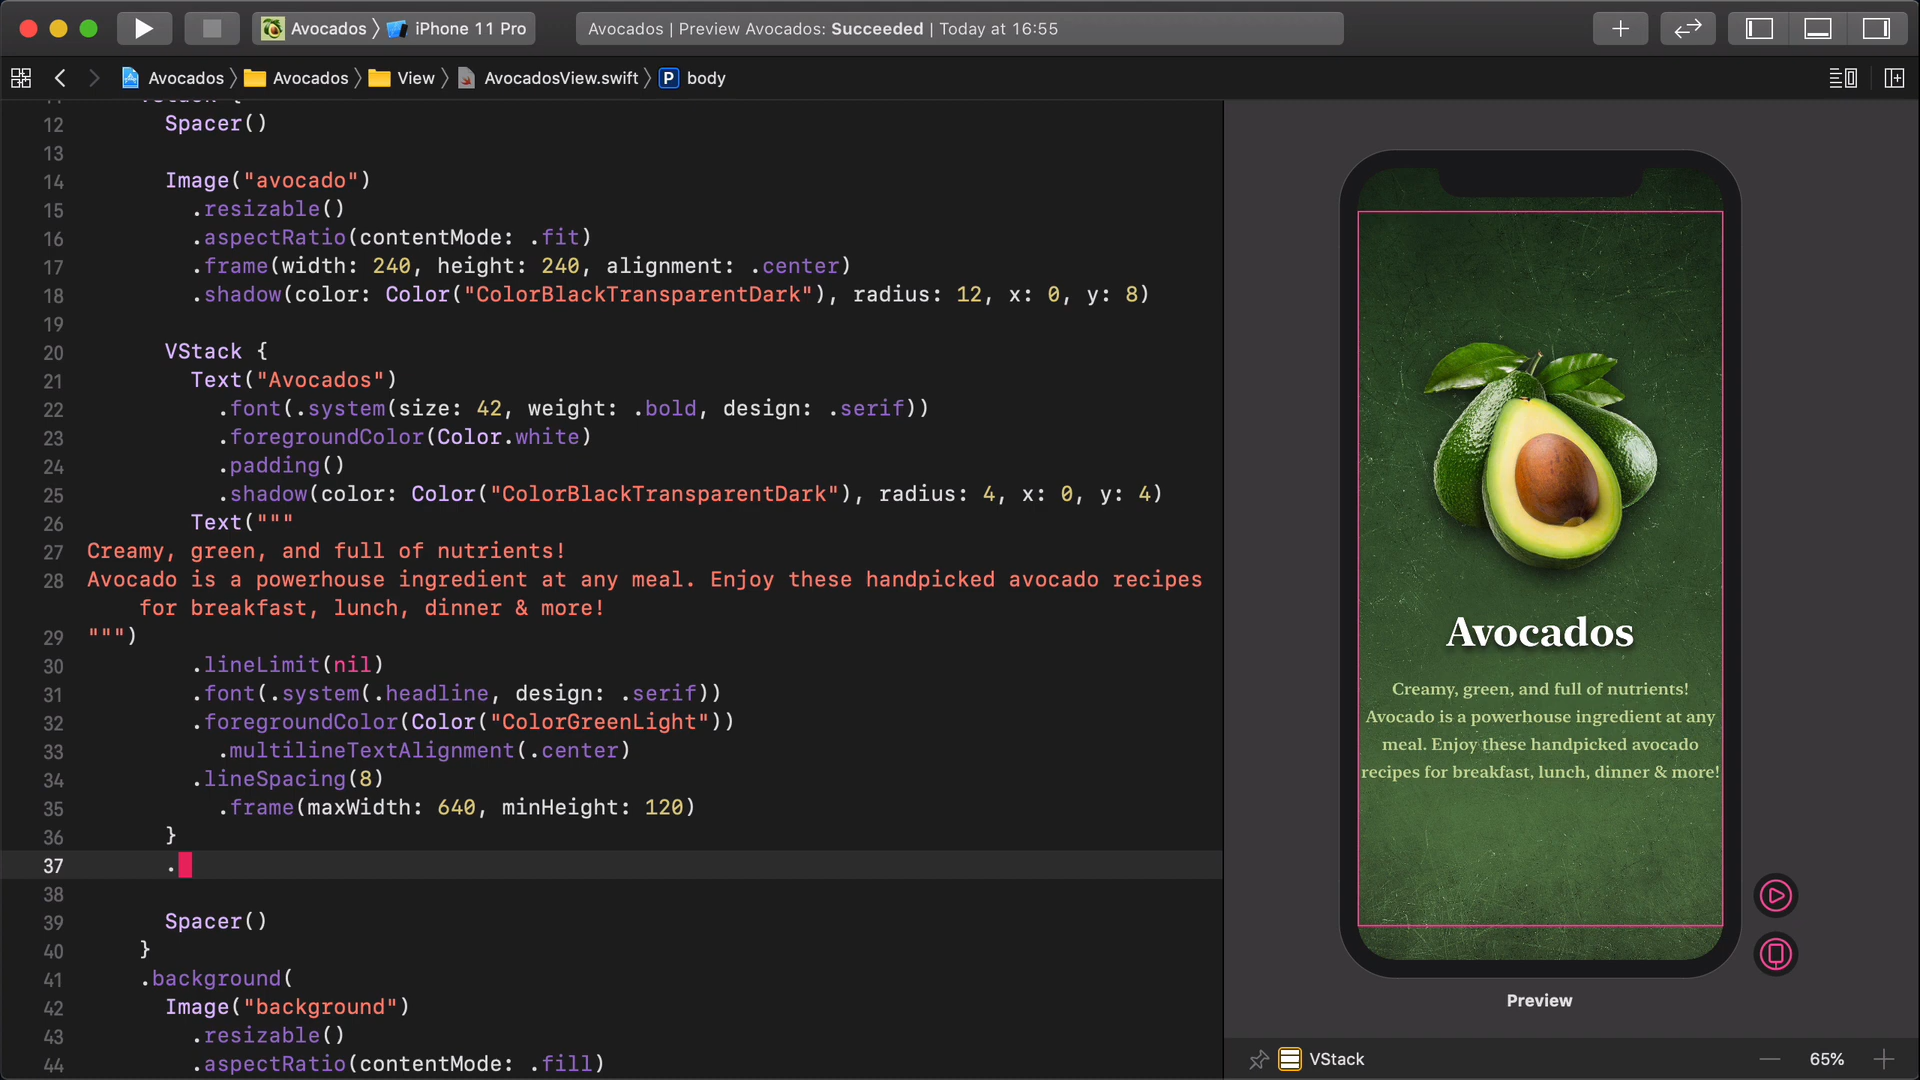 Avocados iPhone 11 Pro
Avocados | Preview Avocados: Succeeded | Today at 16:55
Avocados Avocados View AvocadosView.swift P body
12 Spacer()
13
14 Image("avocado")
15 .resizable()
16 .aspectRatio(contentMode: .fit)
17 .frame(width: 240, height: 240, alignment: .center)
18 .shadow(color: Color("ColorBlackTransparentDark"), radius: 12, x: 0, y: 8)
19
20 VStack {
21 Text("Avocados")
22 .font(.system(size: 42, weight: .bold, design: .serif))
23 .foregroundColor(Color.white)
24 .padding()
25 .shadow(color: Color("ColorBlackTransparentDark"), radius: 4, x: 0, y: 4)
26 Text("""
27 Creamy, green, and full of nutrients!
28 Avocado is a powerhouse ingredient at any meal. Enjoy these handpicked avocado recipes
for breakfast, lunch, dinner & more!
29 """)
30 .lineLimit(nil)
31 .font(.system(.headline, design: .serif))
32 .foregroundColor(Color("ColorGreenLight"))
33 .multilineTextAlignment(.center)
34 .lineSpacing(8)
35 .frame(maxWidth: 640, minHeight: 120)
36 }
37 .
38
39 Spacer()
40 }
41 .background(
42 Image("background")
43 .resizable()
44 .aspectRatio(contentMode: .fill)
Avocados
Creamy, green, and full of nutrients!
Avocado is a powerhouse ingredient at any
meal. Enjoy these handpicked avocado
recipes for breakfast, lunch, dinner & more!
Preview
VStack
65%